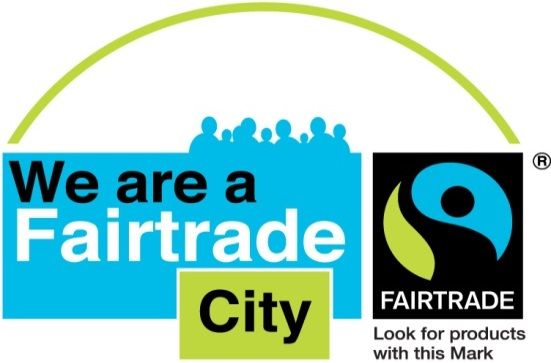 We are a
Fairtrade
City
®
FAIRTRADE
Look for products
with this Mark